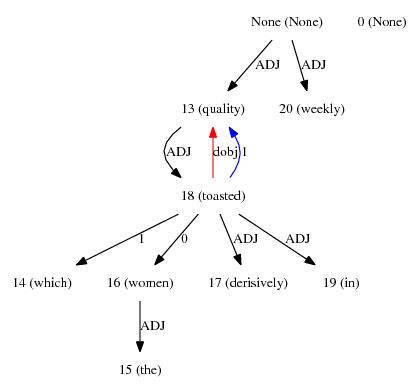 None (None) 0 (None)
ADJ ADJ
13 (quality) 20 (weekly)
ADJ dobj 1
18 (toasted)
1 0 ADJ ADJ
14 (which) 16 (women) 17 (derisively) 19 (in)
ADJ
15 (the)